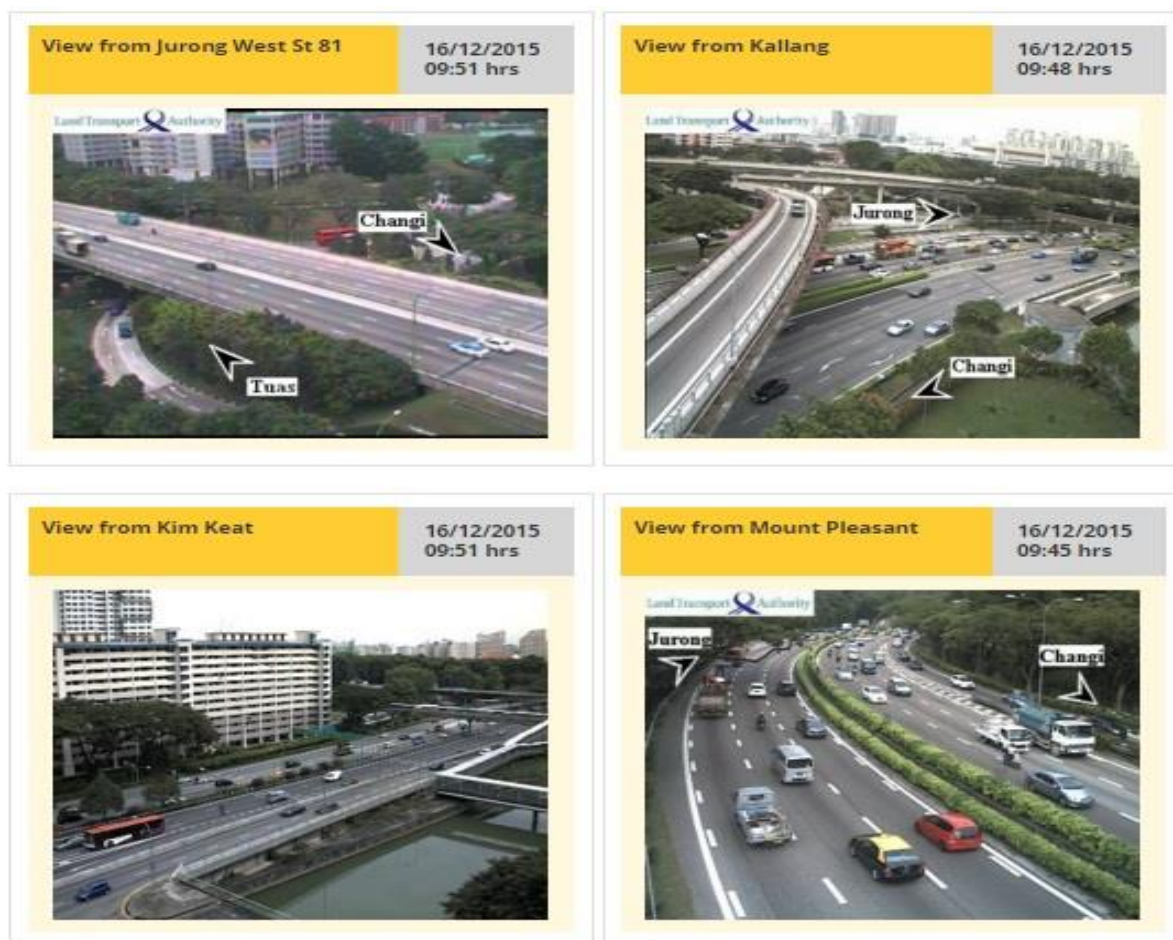 View from Jurong West St 81
16/12/2015
09:51 hrs
Land Transport Authority
Changi
Tuas
View from Kallang
16/12/2015
09:48 hrs
Land Transport Authority
Jurong
Changi
View from Kim Keat
16/12/2015
09:51 hrs
View from Mount Pleasant
16/12/2015
09:45 hrs
Land Transport Authority
Jurong
Changi